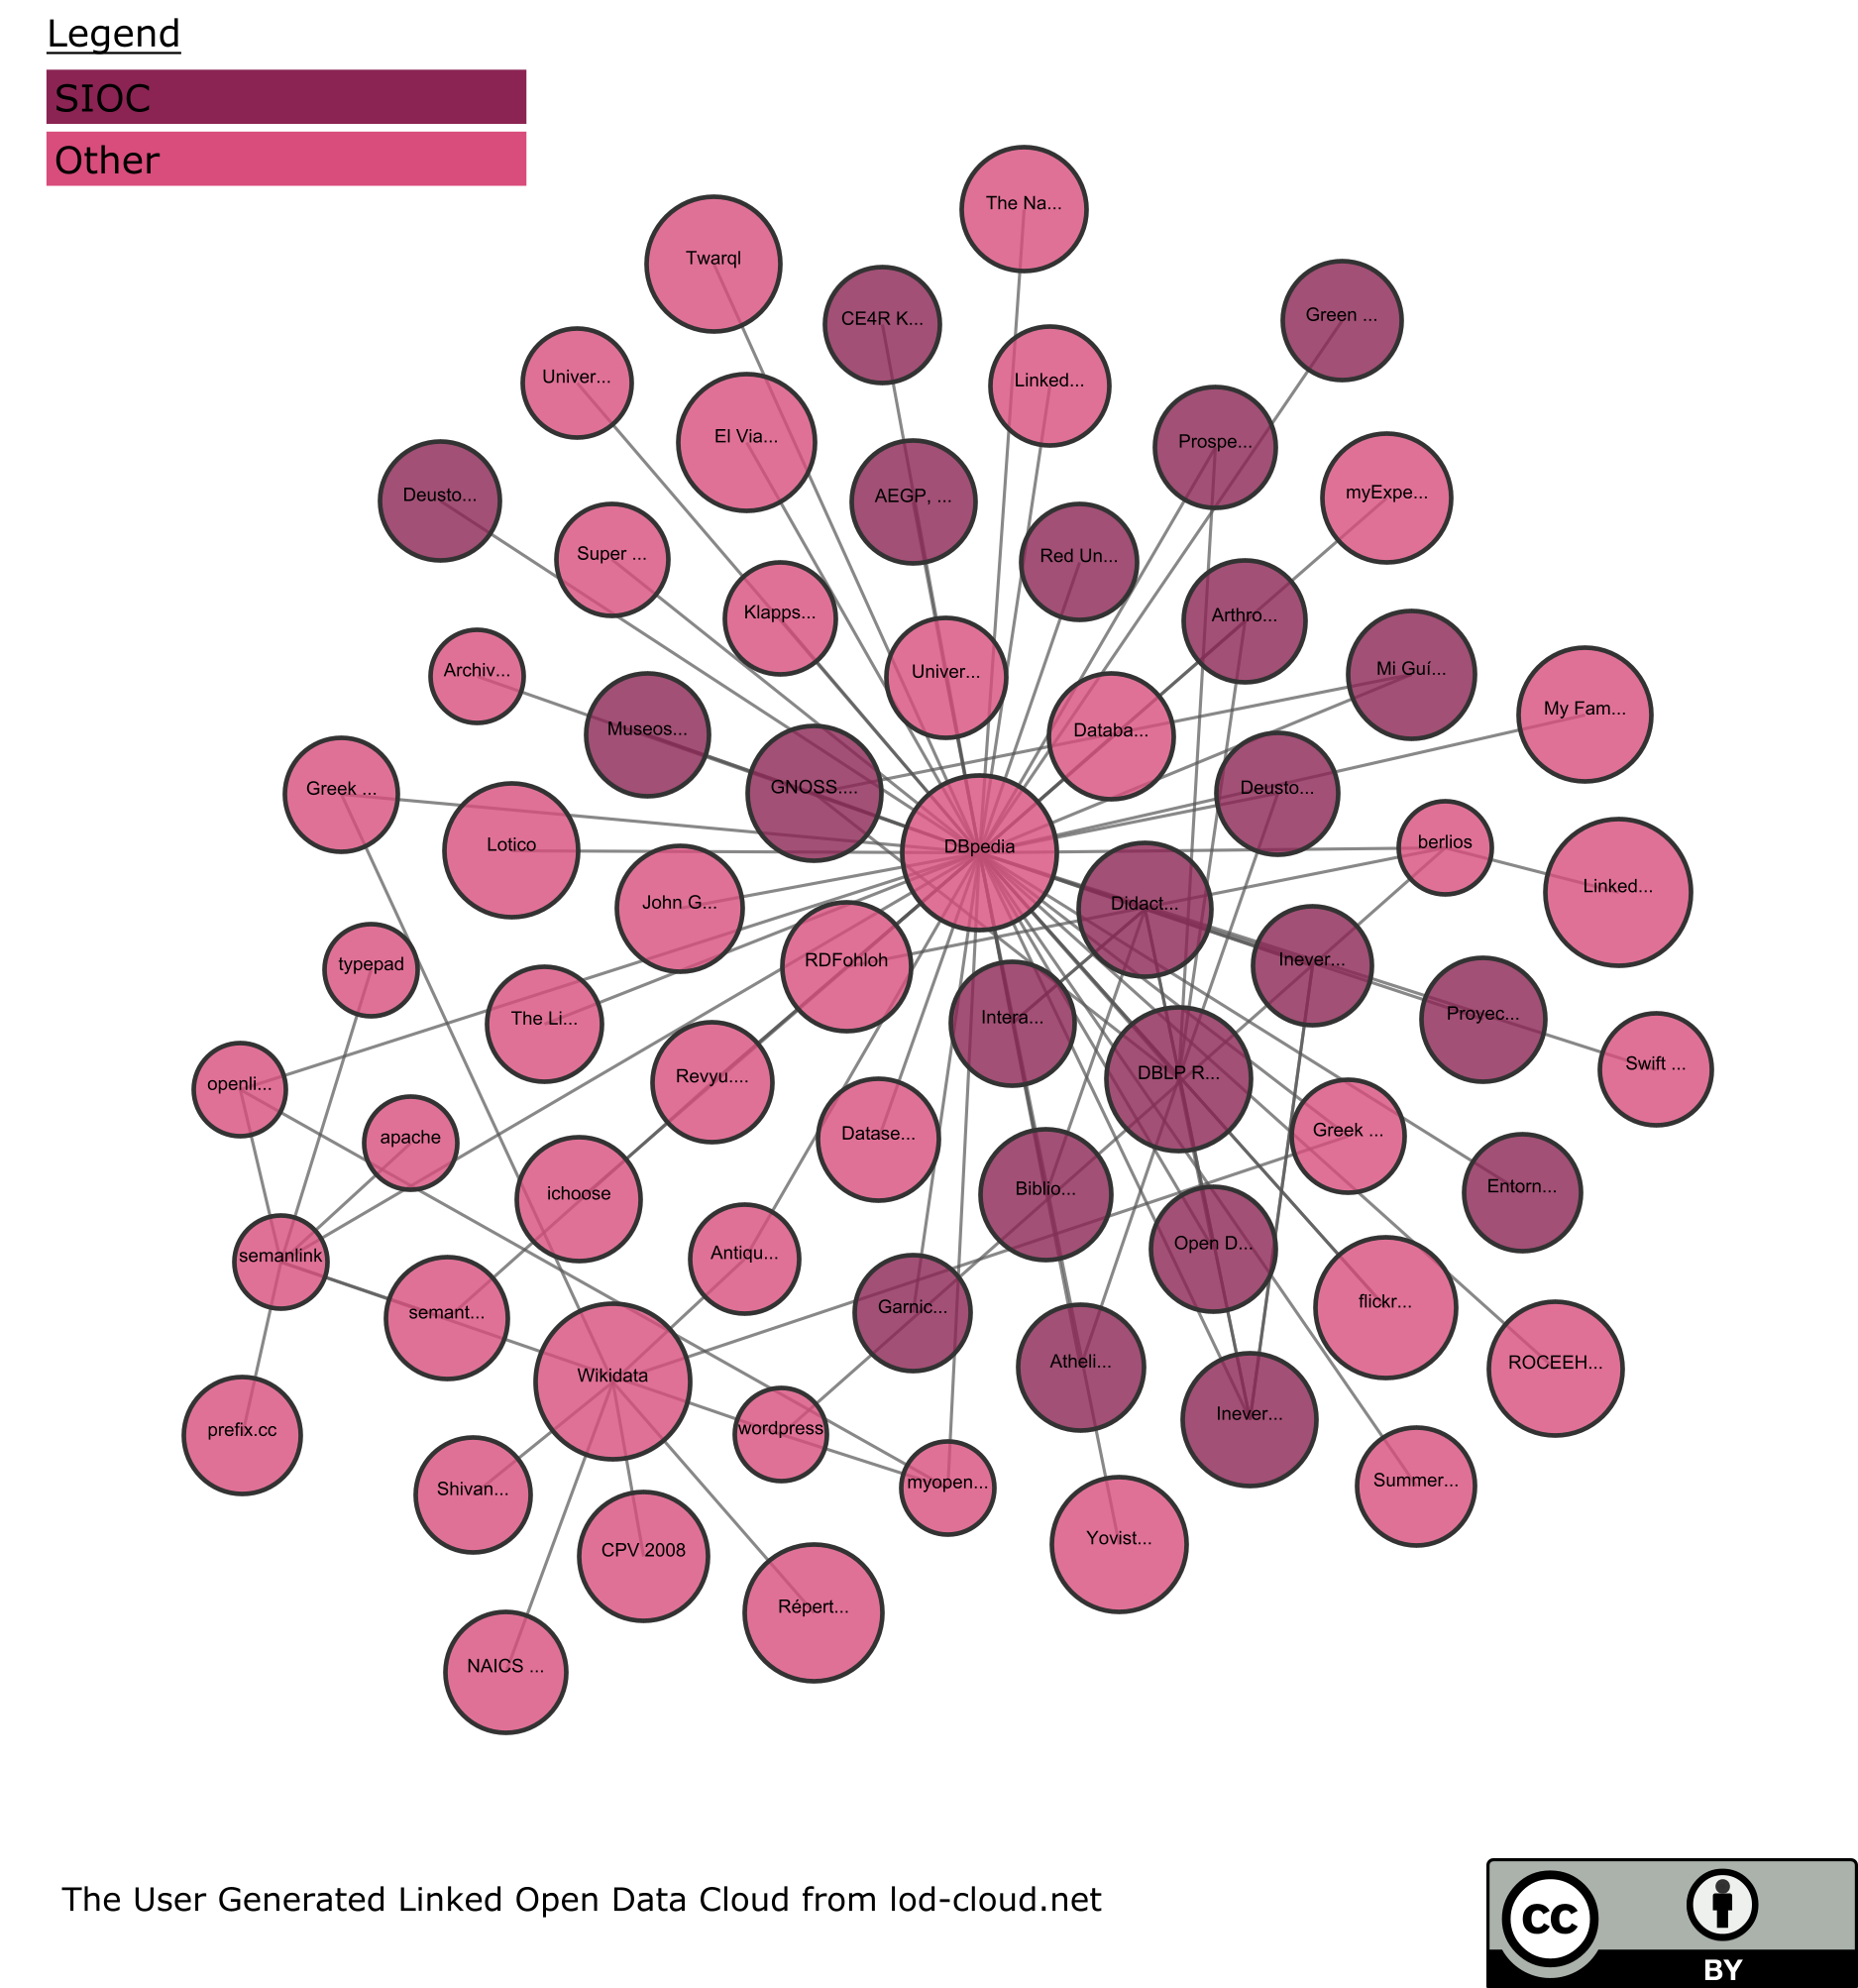 Legend
SIOC
Other
The Na...
Twarql
CE4R K...
Green ...
Univer...
Linked...
El Via...
Prospe...
Deusto...
AEGP, ...
myExpe...
Super ...
Red Un...
Klapps...
Arthro...
Archiv...
Univer...
Mi Guí...
My Fam...
Museos...
Databa...
Greek ...
GNOSS....
Deusto...
Lotico
DBpedia
berlios
Linked...
John G...
Didact...
typepad
RDFohloh
Inever...
The Li...
Intera...
Proyec...
openli...
Revyu....
DBLP R...
Swift ...
apache
Datase...
Greek ...
ichoose
Biblio...
Entorn...
semanlink
Antiqu...
Open D...
semant...
Garnic...
flickr...
Wikidata
Atheli...
ROCEEH...
prefix.cc
wordpress
Inever...
Shivan...
myopen...
Summer...
CPV 2008
Yovist...
Répert...
NAICS ...
The User Generated Linked Open Data Cloud from lod-cloud.net
cc
BY